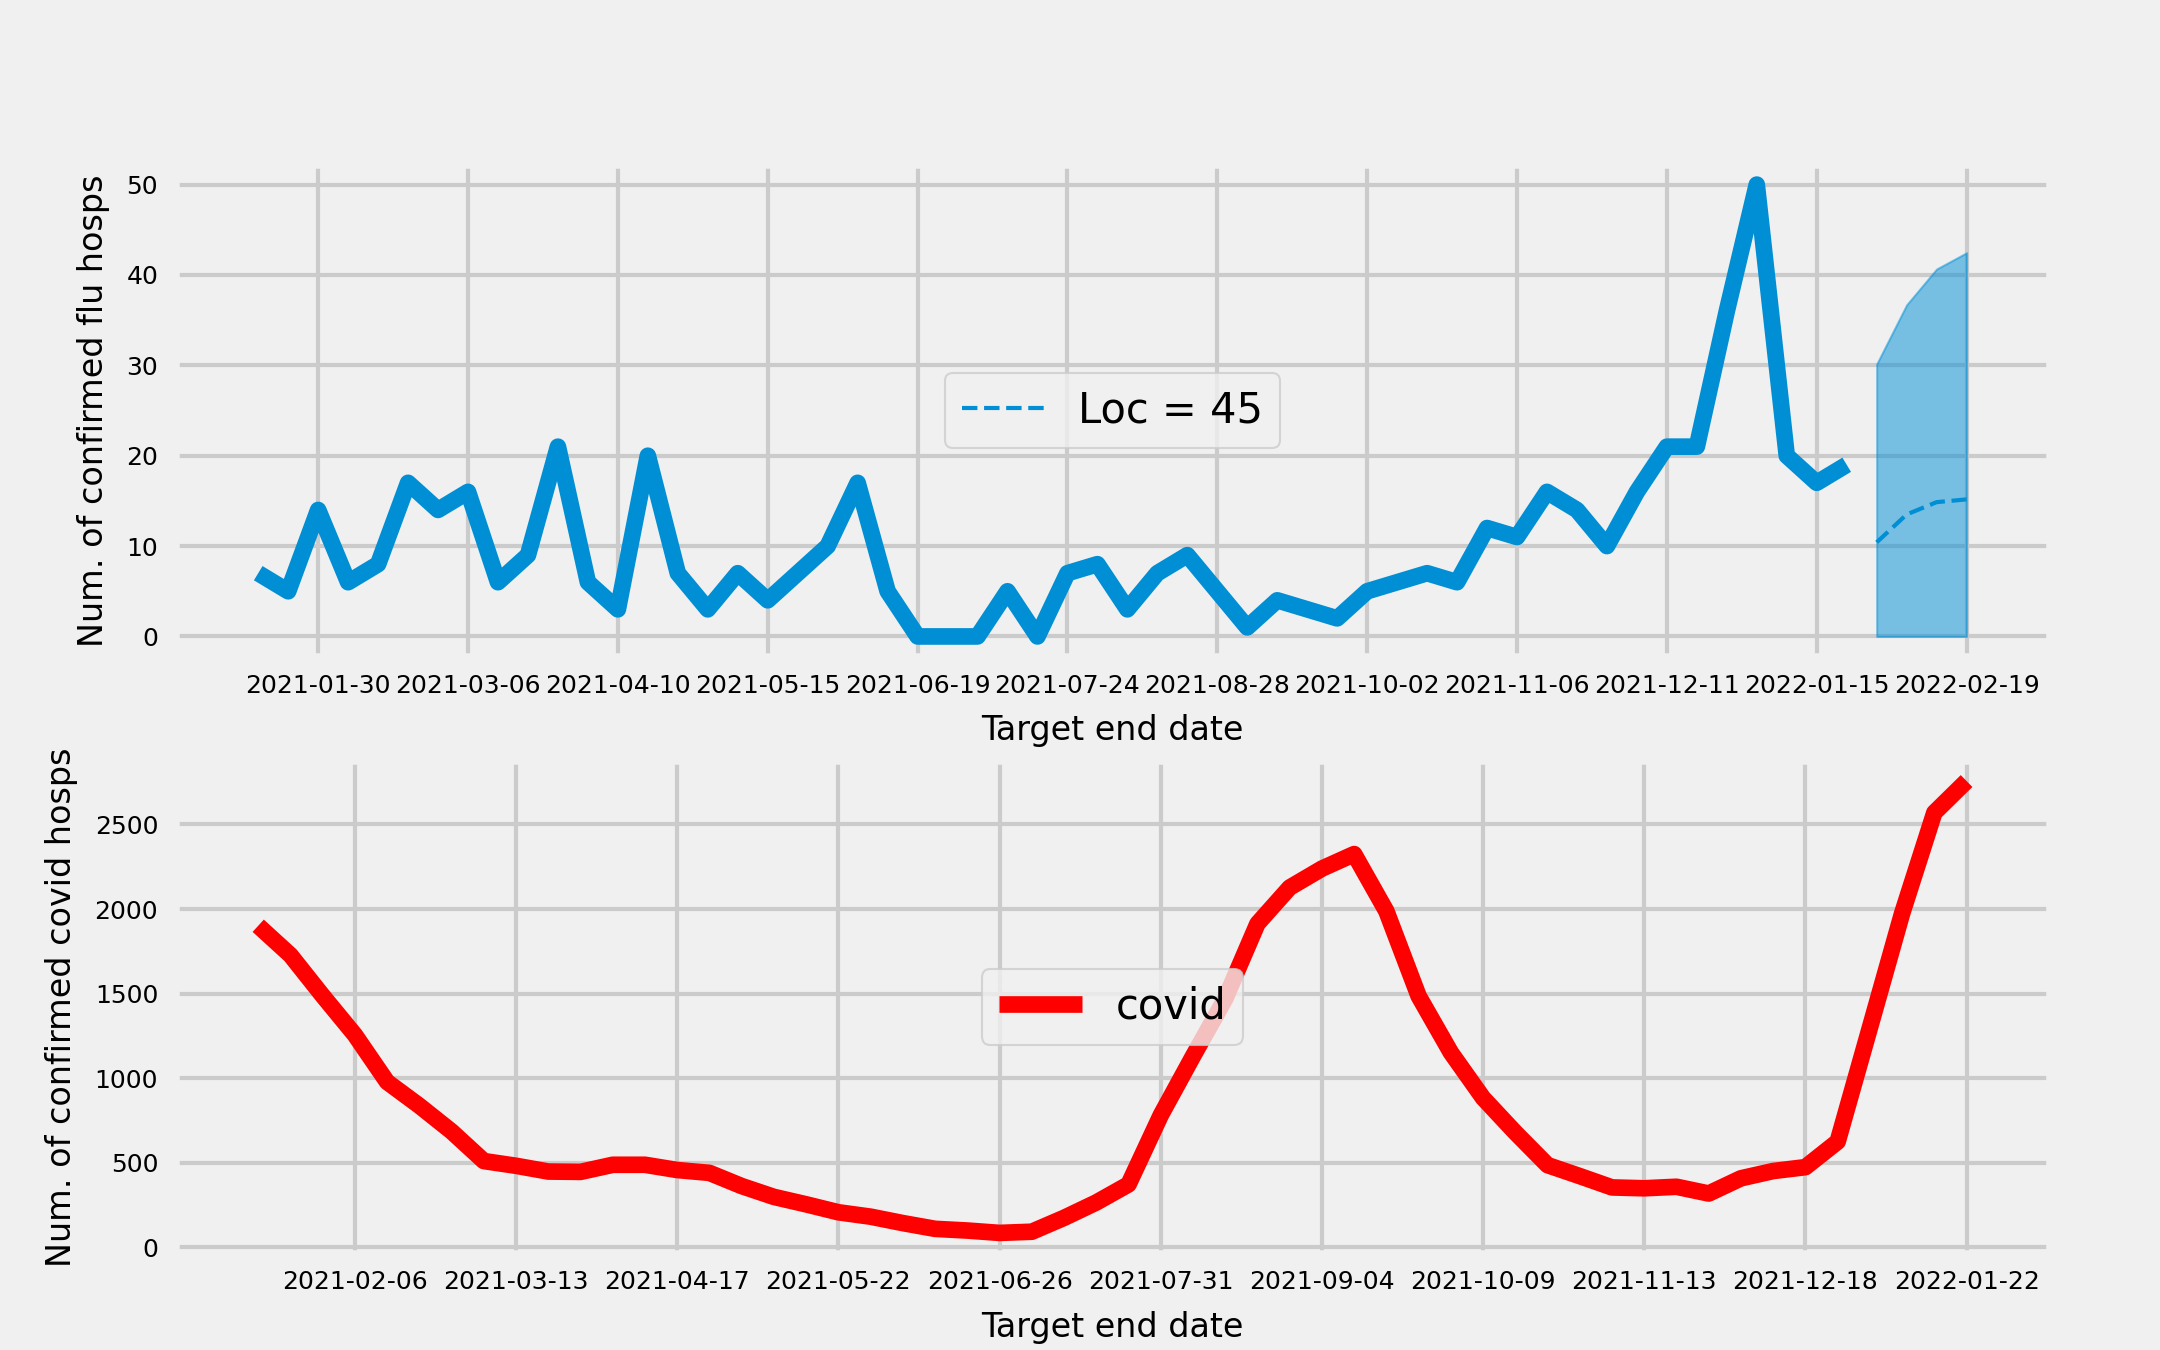 Num. of confirmed flu hosps
50
40
30
20
10
0
Loc = 45
2021-01-30 2021-03-06 2021-04-10 2021-05-15 2021-06-19 2021-07-24 2021-08-28 2021-10-02 2021-11-06 2021-12-11 2022-01-15 2022-02-19
Target end date
Num. of confirmed covid hosps
2500
2000
1500
1000
500
0
covid
2021-02-06 2021-03-13 2021-04-17 2021-05-22 2021-06-26 2021-07-31 2021-09-04 2021-10-09 2021-11-13 2021-12-18 2022-01-22
Target end date